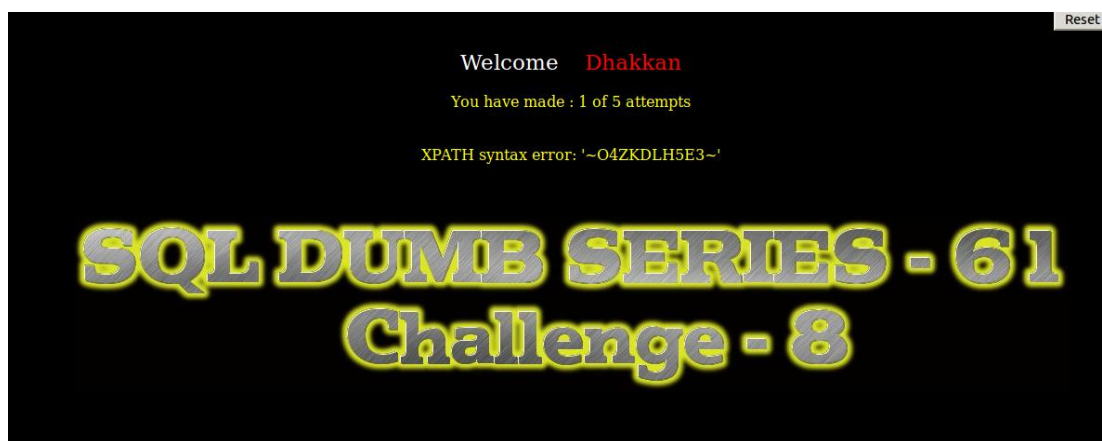 Reset
Welcome Dhakkan
You have made : 1 of 5 attempts
XPATH syntax error: '~O4ZKDLH5E3~'
SQL DUMB SERIES - 61
Challenge - 8